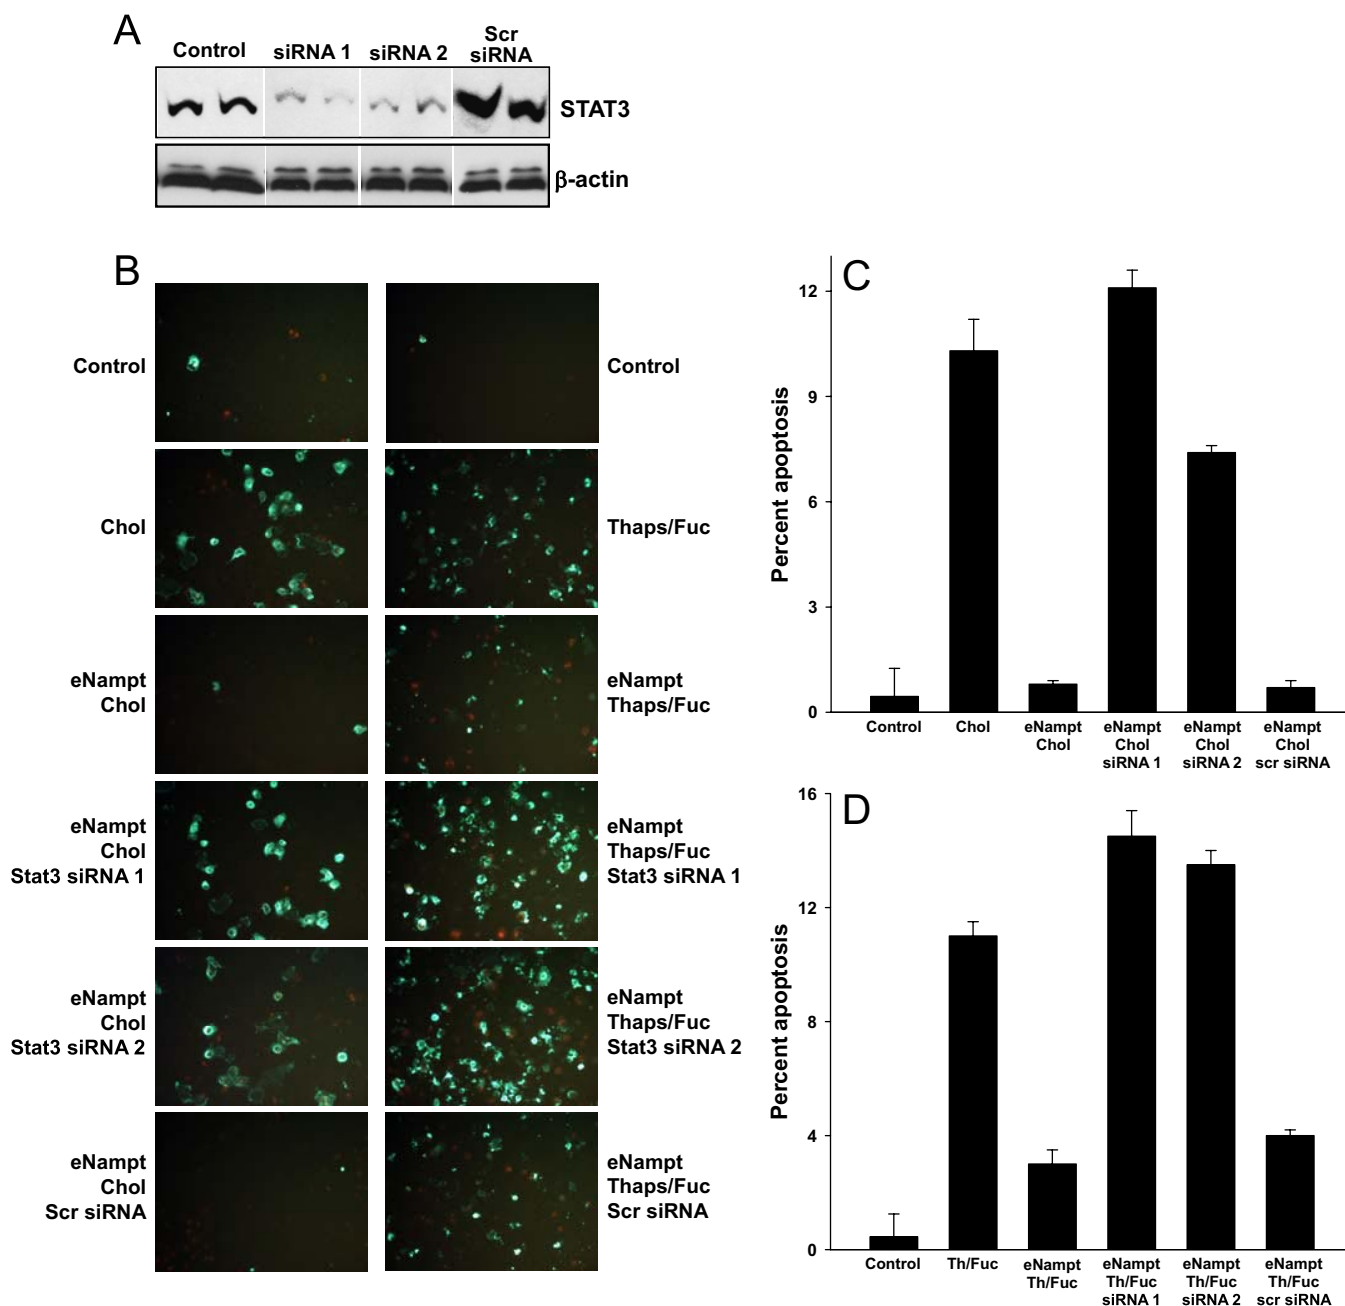 A
Control
siRNA 1
siRNA 2
Scr
siRNA
STAT3
β-actin
B
Control
Control
Chol
Thaps/Fuc
eNampt
Chol
eNampt
Thaps/Fuc
eNampt
Chol
Stat3 siRNA 1
eNampt
Thaps/Fuc
Stat3 siRNA 1
eNampt
Chol
Stat3 siRNA 2
eNampt
Thaps/Fuc
Stat3 siRNA 2
eNampt
Chol
Scr siRNA
eNampt
Thaps/Fuc
Scr siRNA
C
Percent apoptosis
12
9
6
3
0
Control
Chol
eNampt
Chol
eNampt
Chol
siRNA 1
eNampt
Chol
siRNA 2
eNampt
Chol
scr siRNA
D
Percent apoptosis
16
12
8
4
0
Control
Th/Fuc
eNampt
Th/Fuc
eNampt
Th/Fuc
siRNA 1
eNampt
Th/Fuc
siRNA 2
eNampt
Th/Fuc
scr siRNA